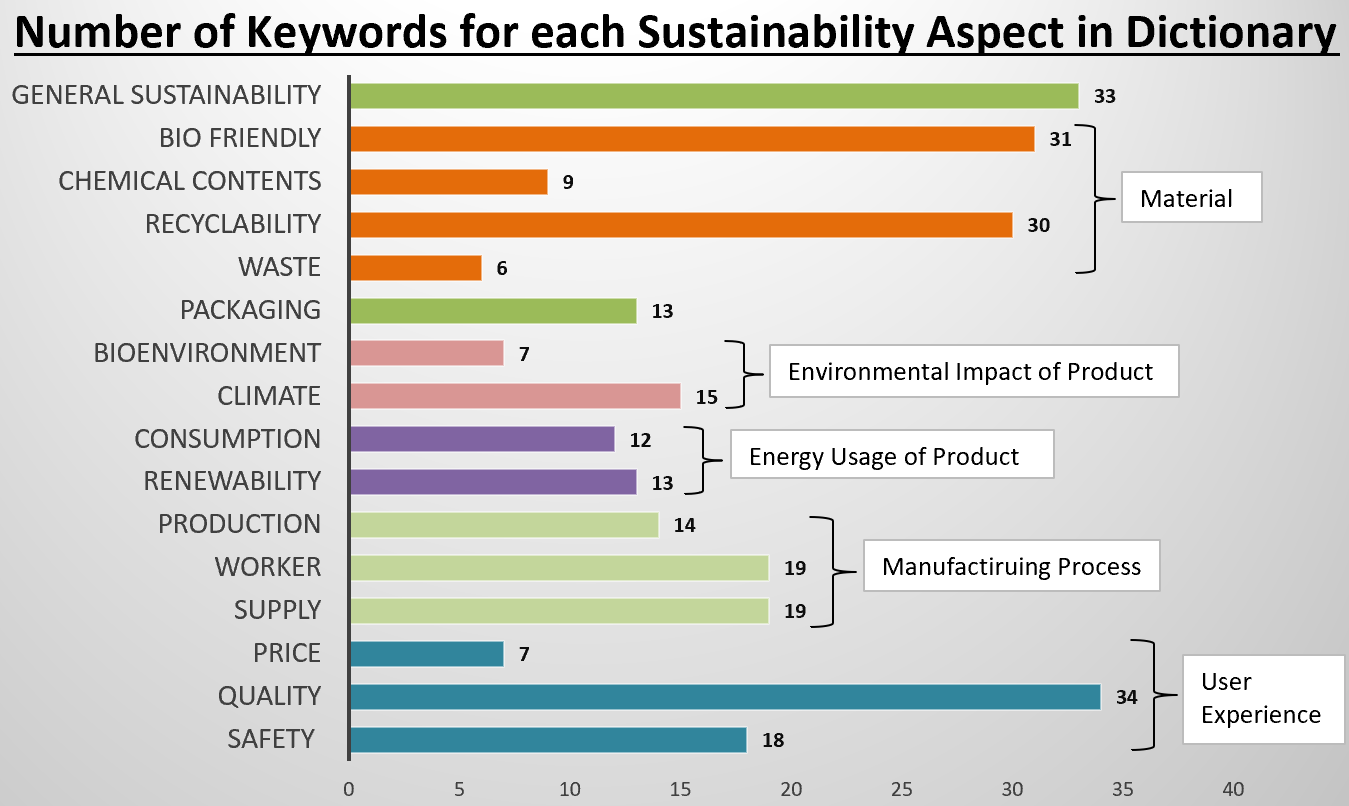 Number of Keywords for each Sustainability Aspect in Dictionary
GENERAL SUSTAINABILITY 33
BIO FRIENDLY 31
CHEMICAL CONTENTS 9
Material
RECYCLABILITY 30
WASTE 6
PACKAGING 13
BIOENVIRONMENT 7
Environmental Impact of Product
CLIMATE 15
CONSUMPTION 12
Energy Usage of Product
RENEWABILITY 13
PRODUCTION 14
WORKER 19
Manufactiruing Process
SUPPLY 19
PRICE 7
QUALITY 34
User
Experience
SAFETY 18
0 5 10 15 20 25 30 35 40